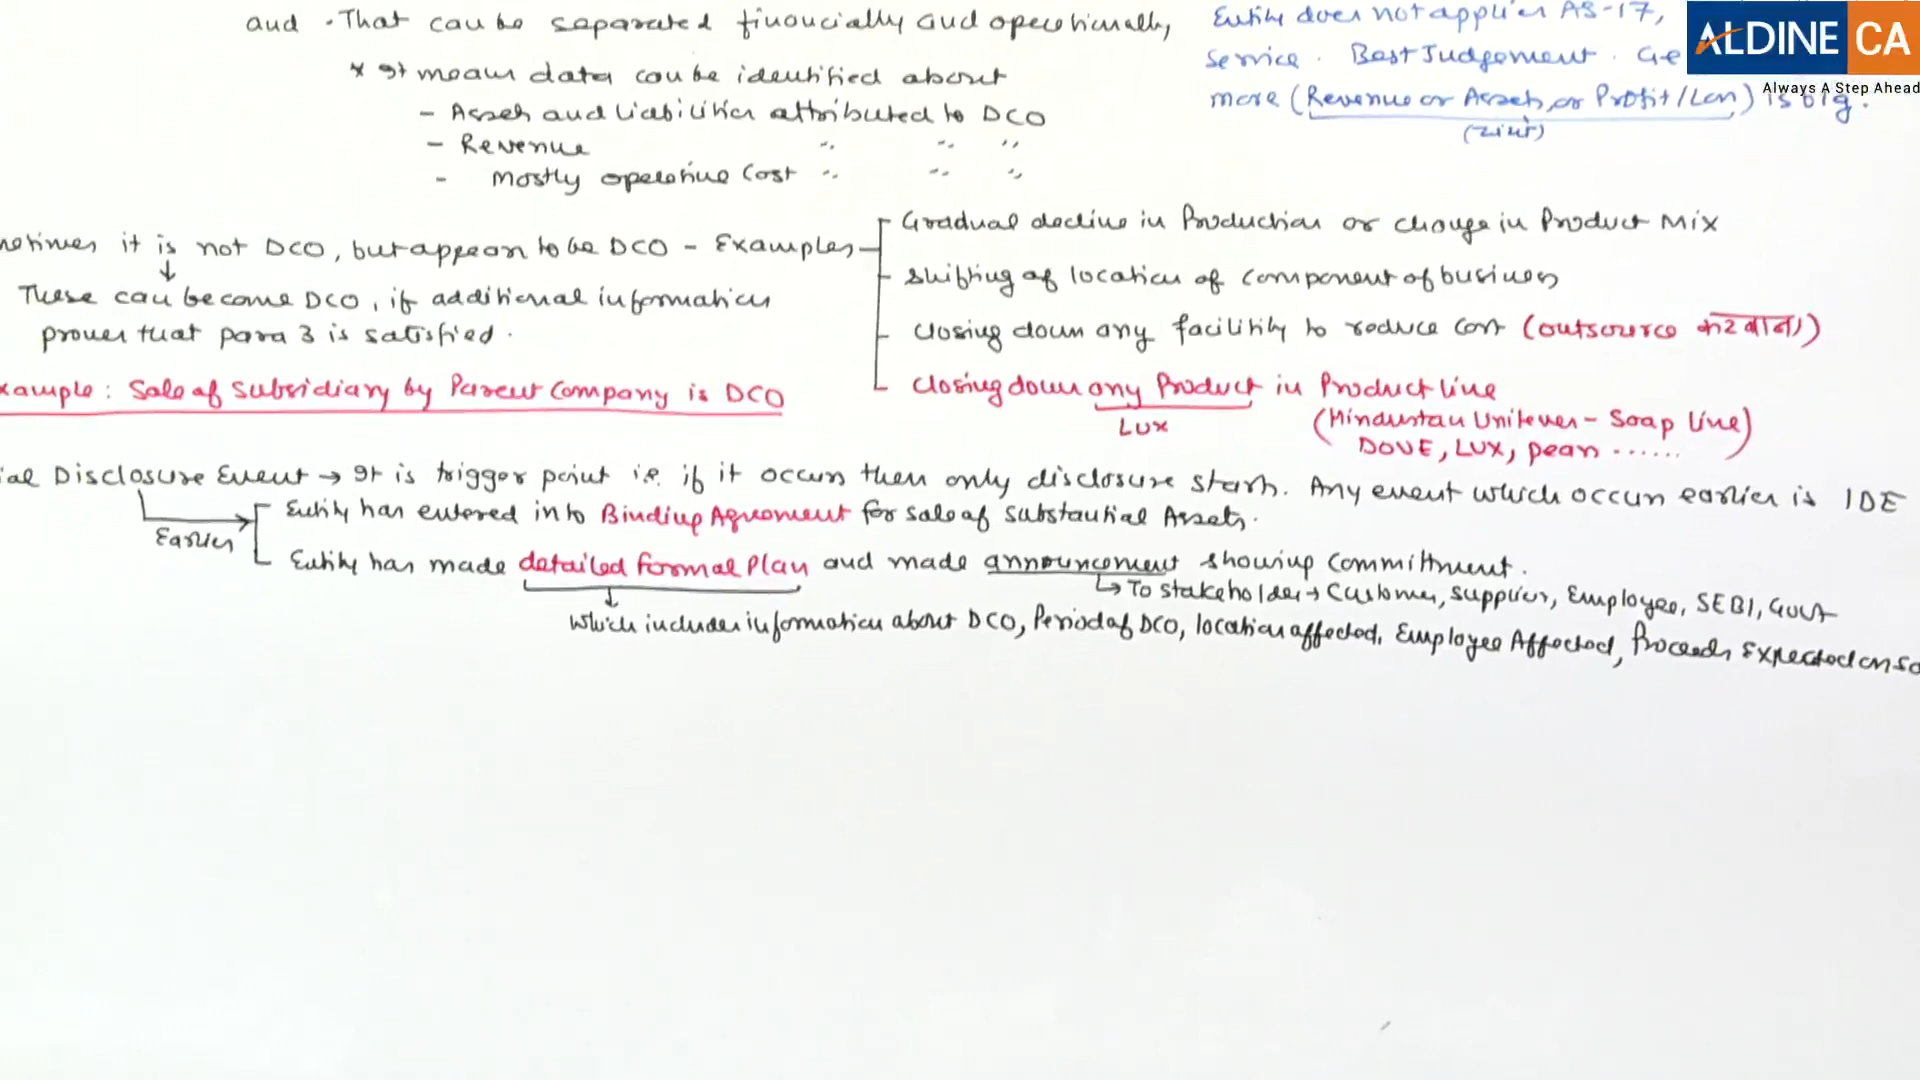 and • That can be separated financially and operationally,
* It means data can be identified about
- Assets and Liabilities attributed to DCO
- Revenue " " "
- Mostly operating Cost " " "
Entity does not applies AS-17,
Service. Best Judgement. Ge
more (Revenue or Assets or Profit/Loss) is big.
ALDINE CA
Always A Step Ahead
it is not DCO, but appears to be DCO - Examples
These can become DCO, if additional information
proves that para 3 is satisfied.
xample: Sale of Subsidiary by Parent Company is DCO
Gradual decline in Production or change in Product Mix
- Shifting of location of component of business
- Closing down any facility to reduce cost (outsource करवाना)
- Closing down any Product in Product line
LUX
(Hindustan Unilever - Soap line)
DOVE, LUX, pears ......
ial Disclosure Event → It is trigger point i.e. if it occurs then only disclosure starts. Any event which occurs earlier is IDE
Earlier
Entity has entered into Binding Agreement for sale of substantial Assets.
Entity has made detailed formal Plan and made announcement showing Committment.
↳ To stakeholders → Customer, suppliers, Employee, SEBI, Govt
Which includes information about DCO, Period of DCO, location affected, Employee Affected, Proceeds Expected on sa